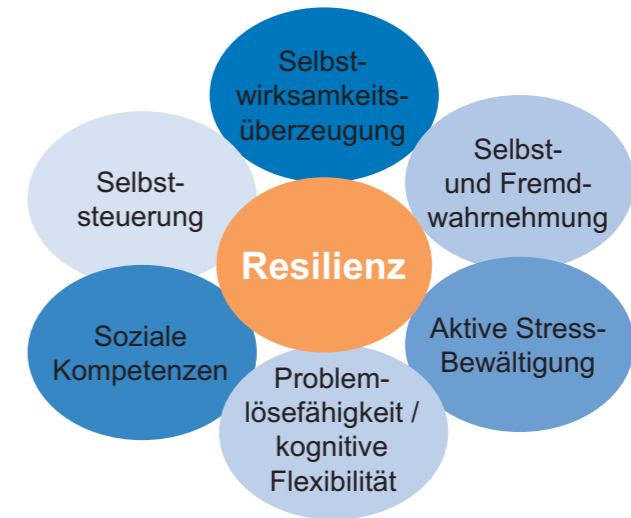 Selbst-
wirksamkeits-
überzeugung
Selbst-
und Fremd-
wahrnehmung
Selbst-
steuerung
Resilienz
Soziale
Kompetenzen
Aktive Stress-
Bewältigung
Problem-
lösefähigkeit /
kognitive
Flexibilität